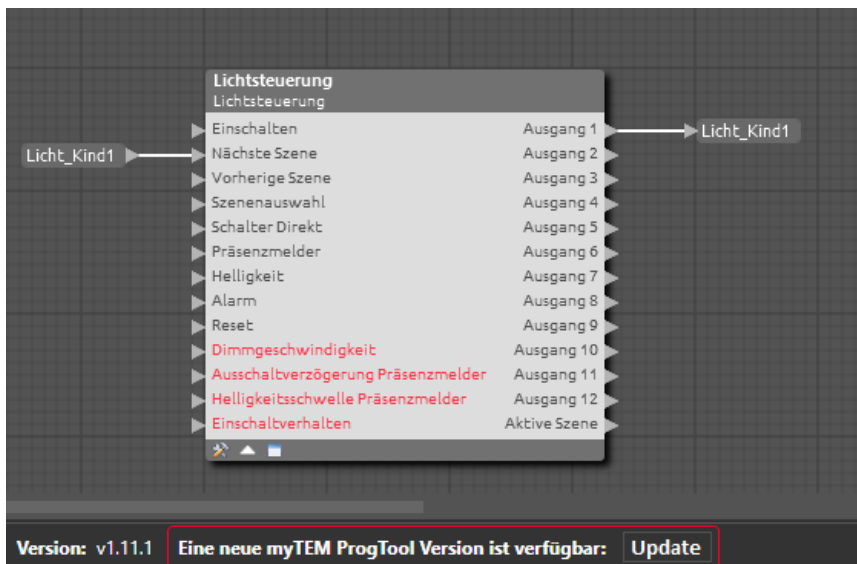 Lichtsteuerung
Lichtsteuerung
Einschalten Ausgang 1
Licht_Kind1
Nächste Szene Ausgang 2
Licht_Kind1
Vorherige Szene Ausgang 3
Szenenauswahl Ausgang 4
Schalter Direkt Ausgang 5
Präsenzmelder Ausgang 6
Helligkeit Ausgang 7
Alarm Ausgang 8
Reset Ausgang 9
Dimmgeschwindigkeit Ausgang 10
Ausschaltverzögerung Präsenzmelder Ausgang 11
Helligkeitsschwelle Präsenzmelder Ausgang 12
Einschaltverhalten Aktive Szene
Version: v1.11.1 Eine neue myTEM ProgTool Version ist verfügbar: Update